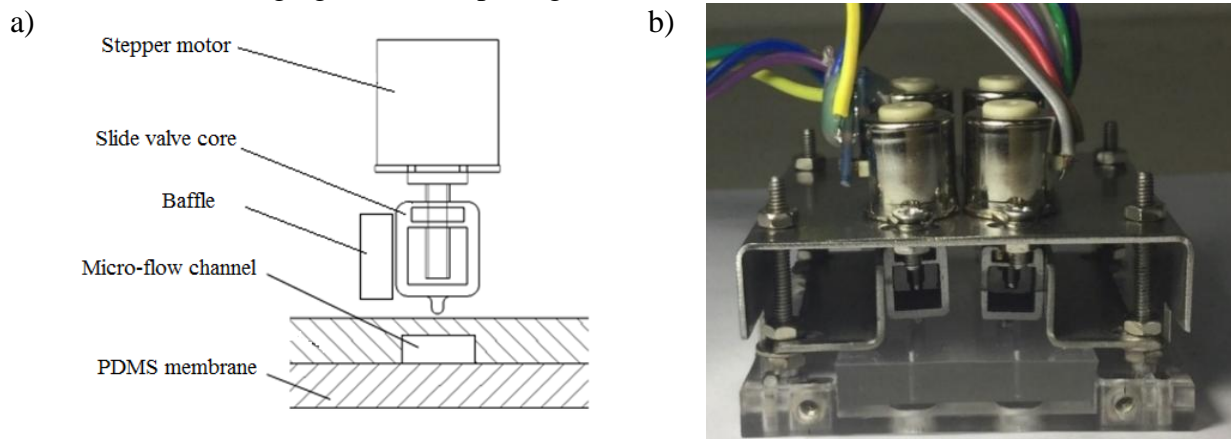 a)
b)
Stepper motor
Slide valve core
Baffle
Micro-flow channel
PDMS membrane